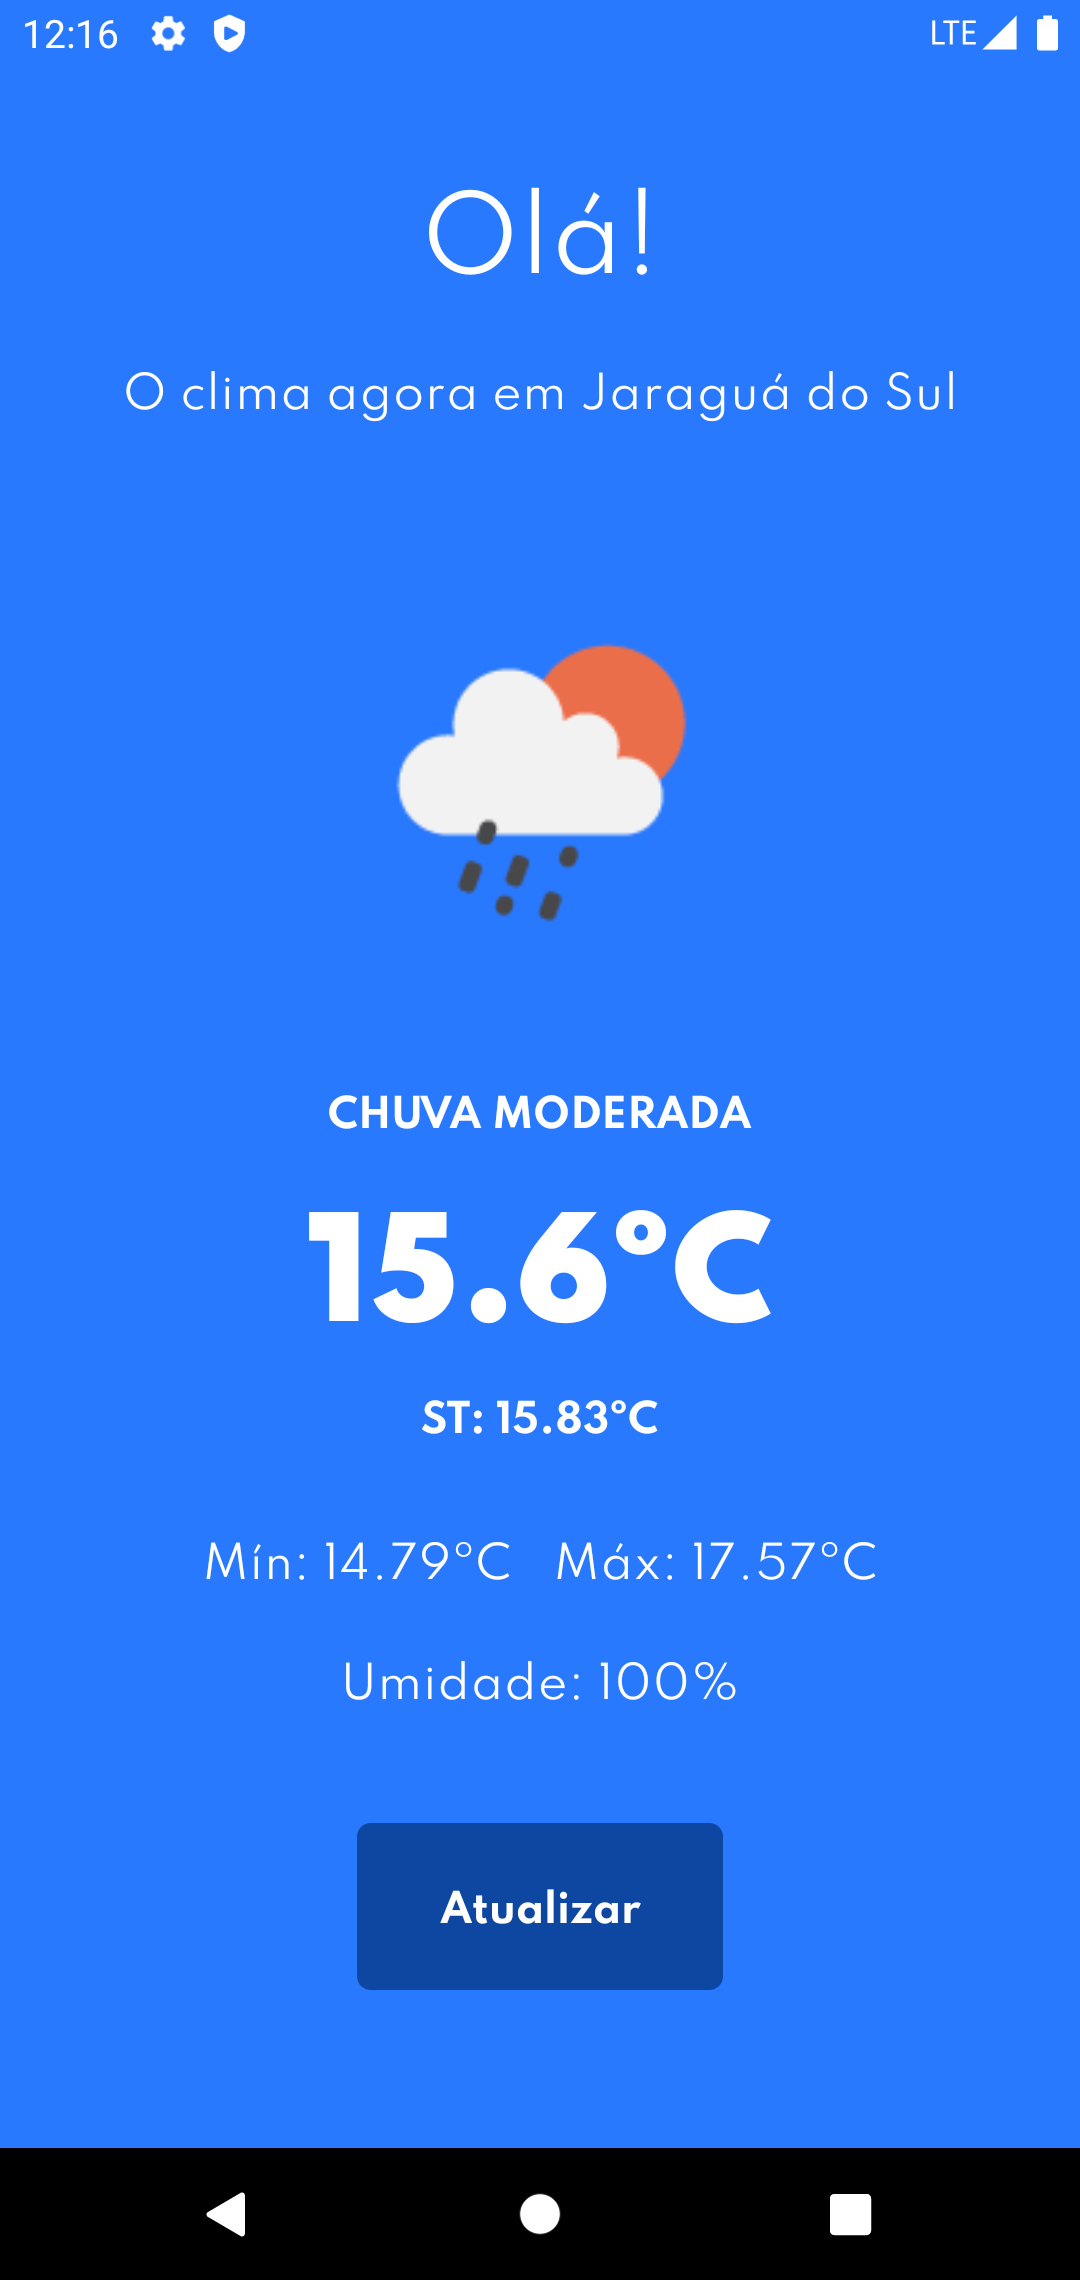 12:16 LTE
Olá!
O clima agora em Jaraguá do Sul
CHUVA MODERADA
15.6°C
ST: 15.83°C
Mín: 14.79°C Máx: 17.57°C
Umidade: 100%
Atualizar